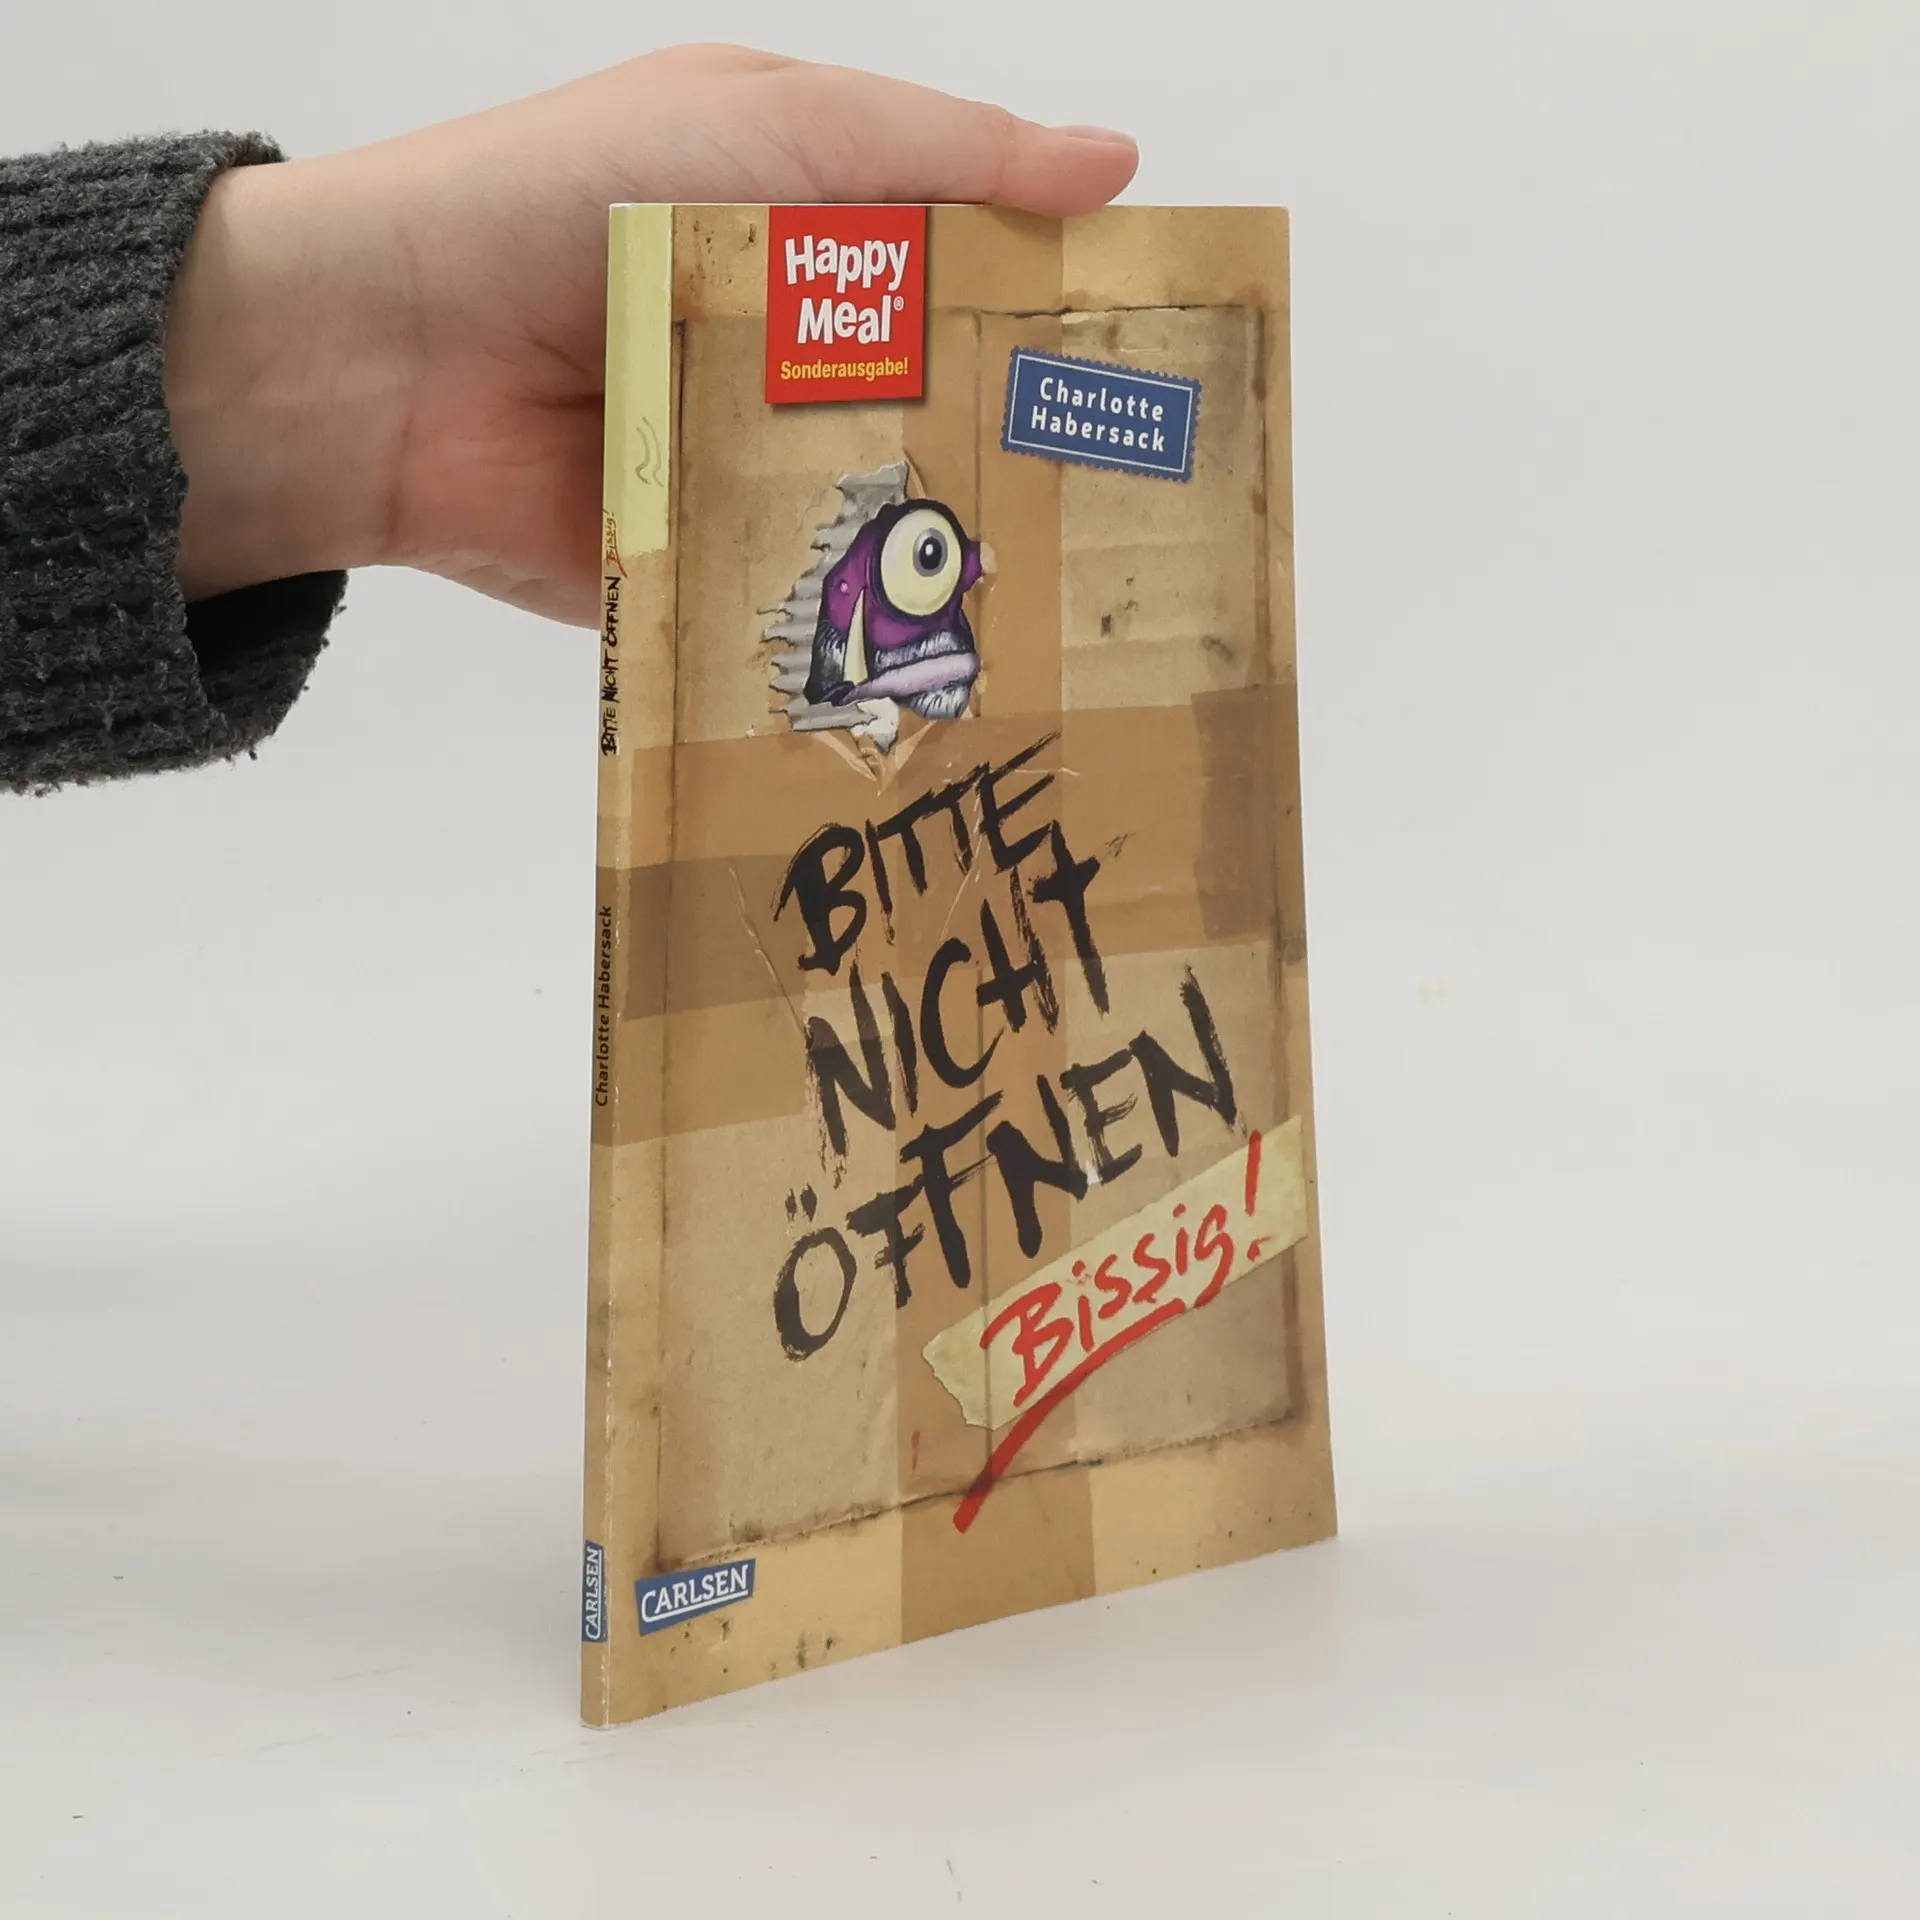 Happy
Meal®
Sonderausgabe!
Charlotte
Habersack
BITTE
NICHT
ÖFFNEN
Bissig!
CARLSEN
BITTE NICHT ÖFFNEN Bissig!
Charlotte Habersack
CARLSEN